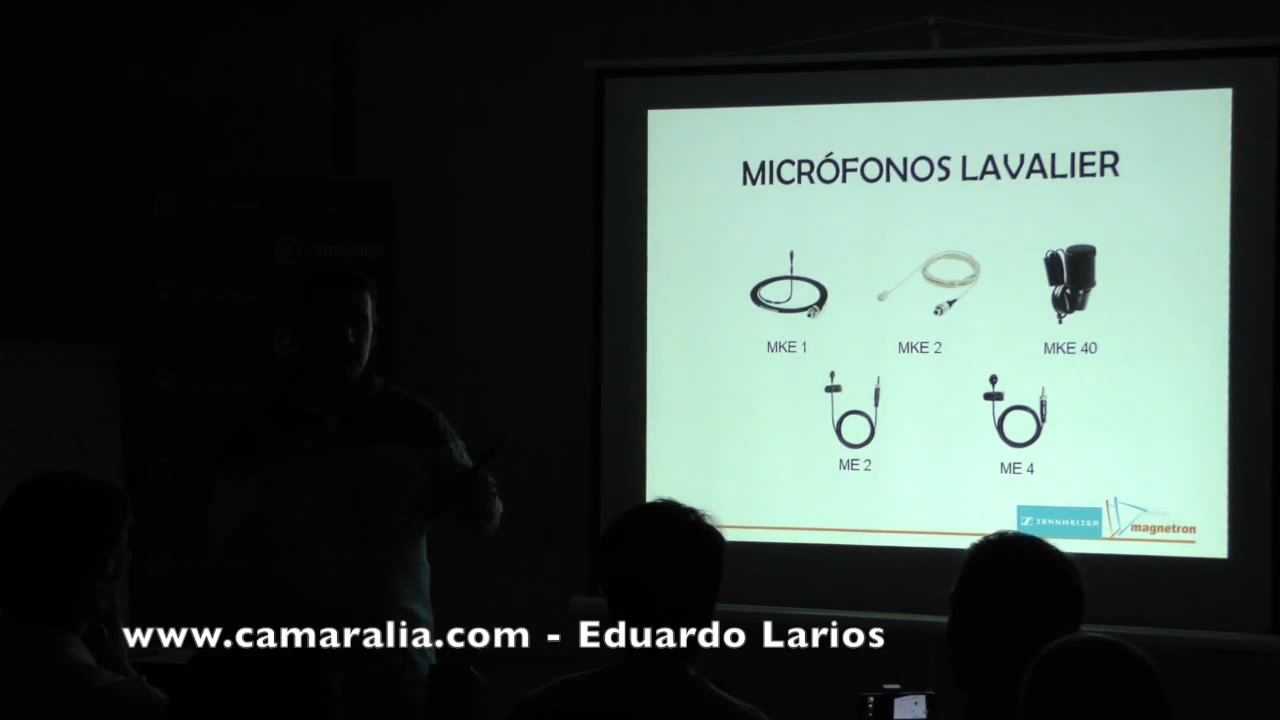 MICRÓFONOS LAVALIER
MKE 1
MKE 2
MKE 40
ME 2
ME 4
SENNHEISER
magnetron
www.camaralia.com - Eduardo Larios